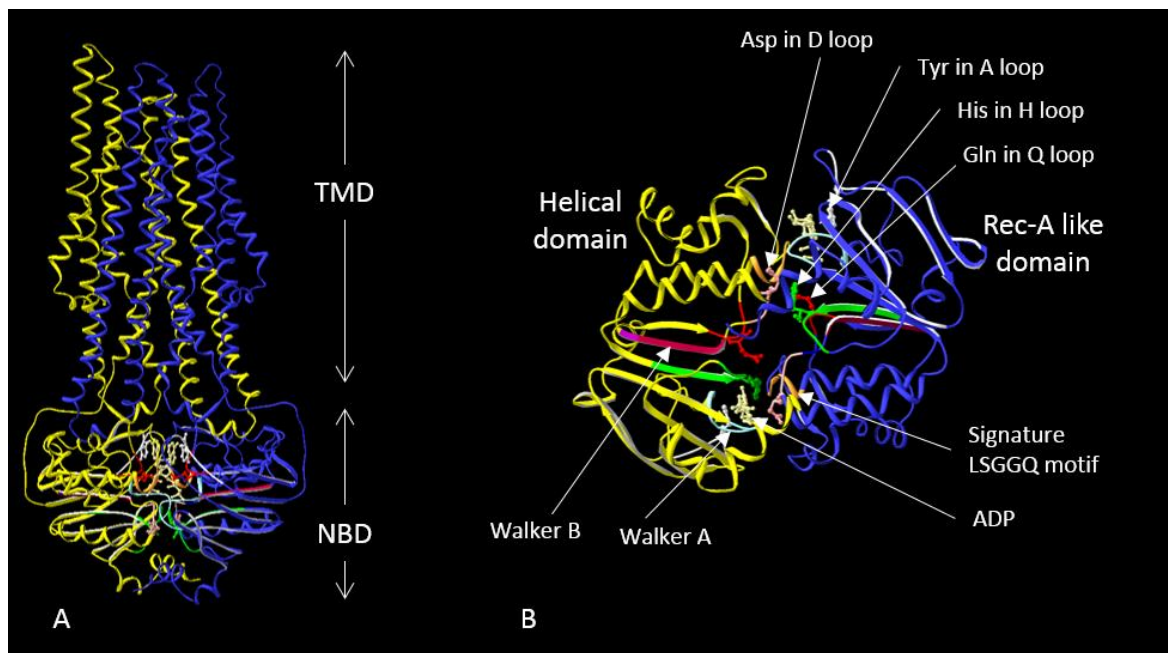 TMD
NBD
A
Asp in D loop
Tyr in A loop
His in H loop
Gln in Q loop
Helical
domain
Rec-A like
domain
Signature
LSGGQ motif
ADP
Walker B
Walker A
B